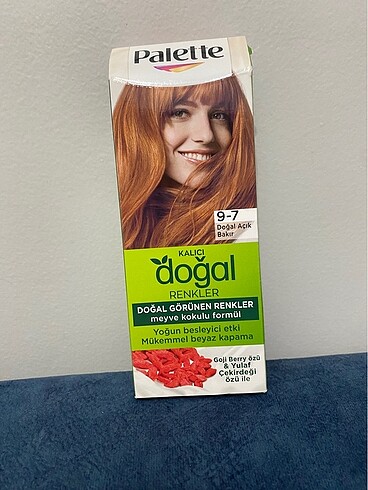 Palette
9-7
Doğal Açık
Bakır
KALICI
doğal
RENKLER
DOĞAL GÖRÜNEN RENKLER
meyve kokulu formül
Yoğun besleyici etki
Mükemmel beyaz kapama
Goji Berry özü
& Yulaf
Çekirdeği
özü ile